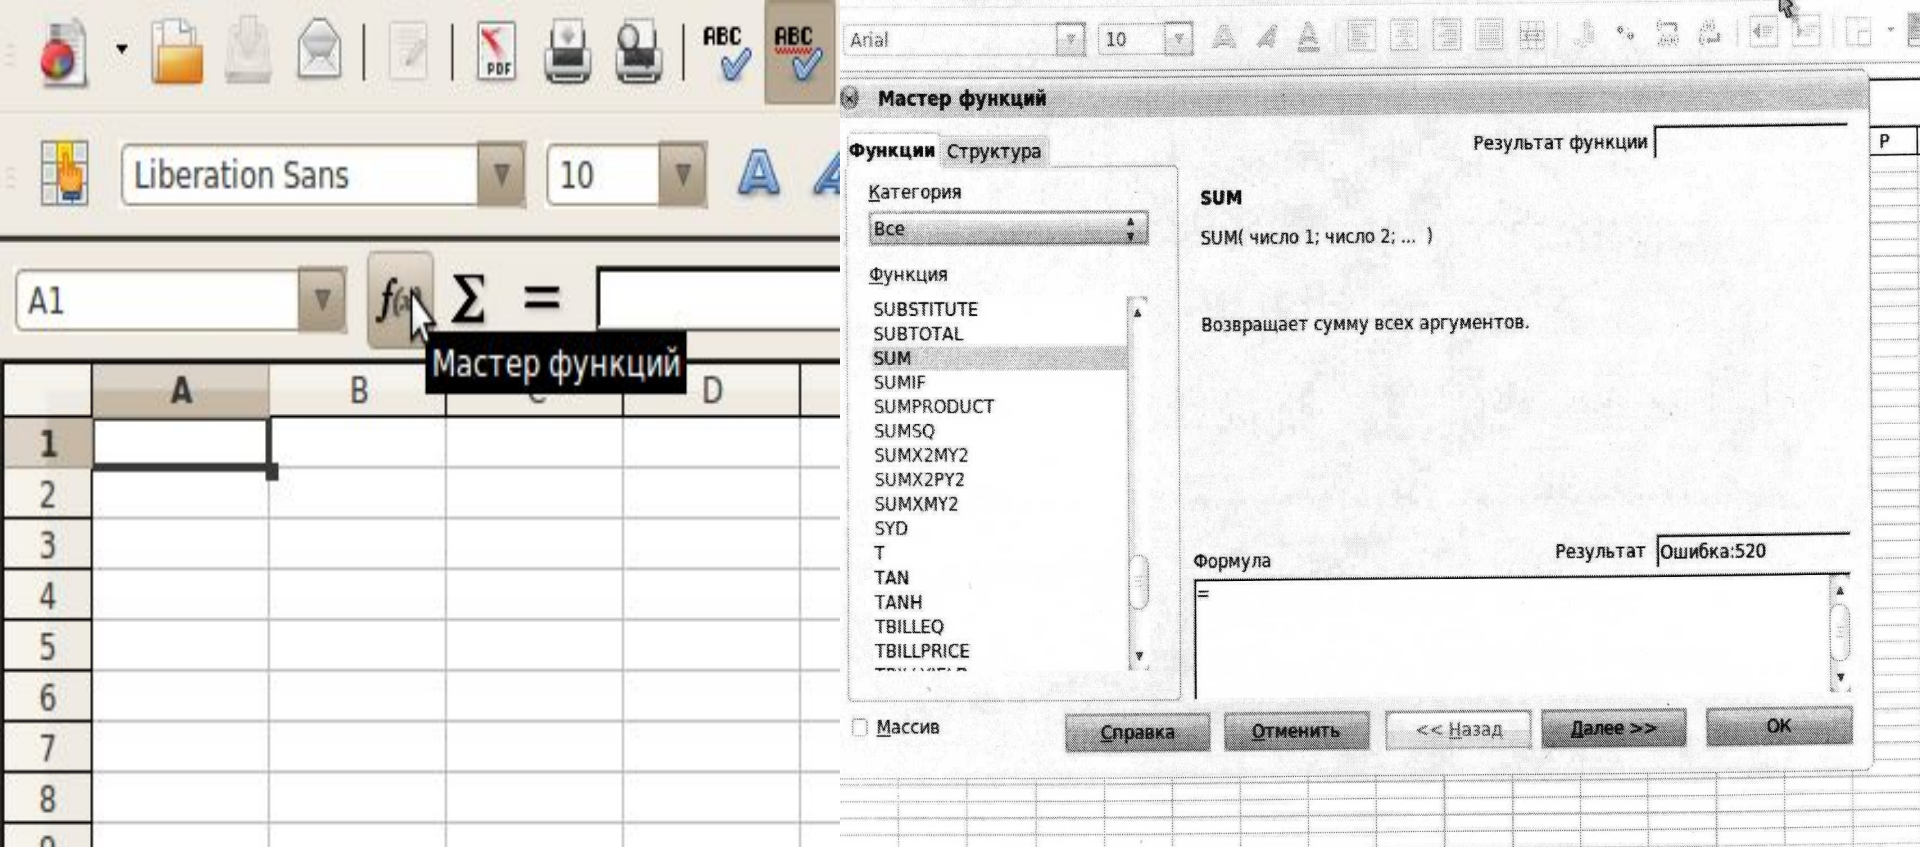 PDF
ABC
ABC
Liberation Sans
10
A1
f(x)
Σ
=
Мастер функций
A
B
C
D
1
2
3
4
5
6
7
8
9
Arial
10
Мастер функций
Функции
Структура
Результат функции
P
Категория
Все
SUM
SUM( число 1; число 2; ... )
Функция
SUBSTITUTE
SUBTOTAL
SUM
SUMIF
SUMPRODUCT
SUMSQ
SUMX2MY2
SUMX2PY2
SUMXMY2
SYD
T
TAN
TANH
TBILLEQ
TBILLPRICE
Возвращает сумму всех аргументов.
Формула
Результат
Ошибка:520
=
Массив
Справка
Отменить
<< Назад
Далее >>
OK